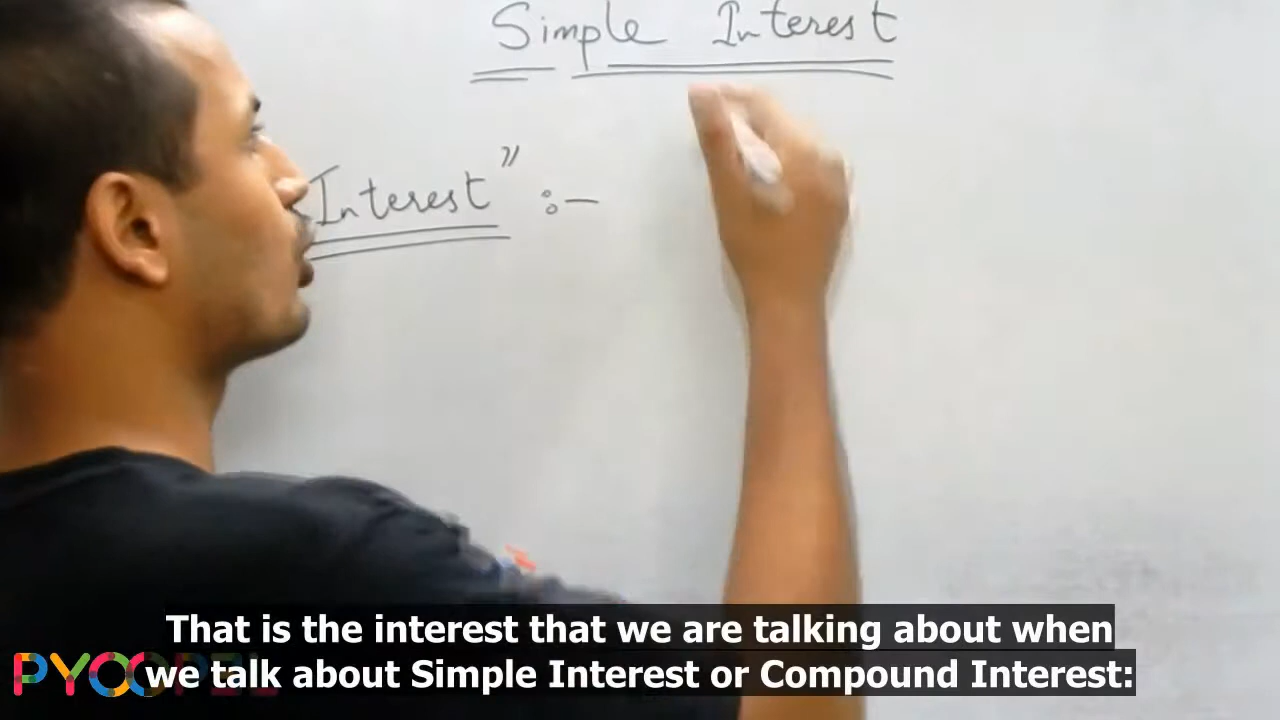 Simple Interest
Interest" :-
That is the interest that we are talking about when
we talk about Simple Interest or Compound Interest: